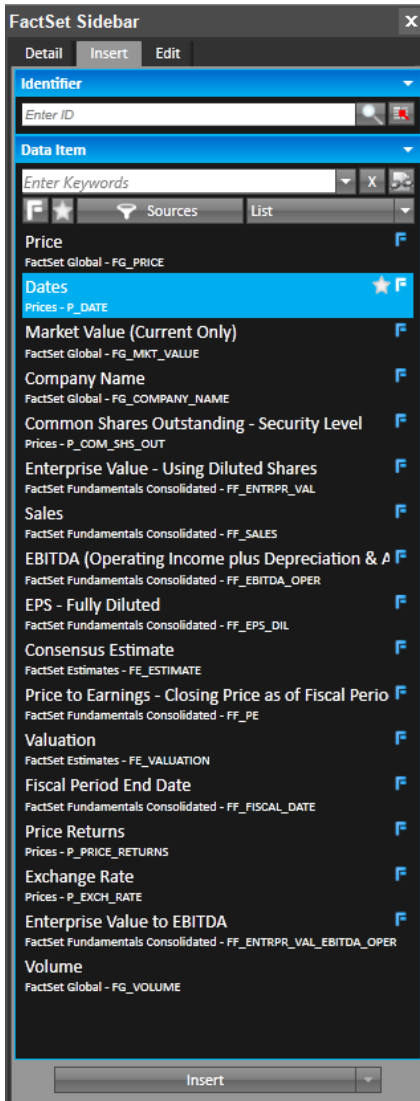 FactSet Sidebar
x
Detail Insert Edit
Identifier
Enter ID
Data Item
Enter Keywords
X
Sources List
Price
FactSet Global - FG_PRICE
Dates
Prices - P_DATE
Market Value (Current Only)
FactSet Global - FG_MKT_VALUE
Company Name
FactSet Global - FG_COMPANY_NAME
Common Shares Outstanding - Security Level
Prices - P_COM_SHS_OUT
Enterprise Value - Using Diluted Shares
FactSet Fundamentals Consolidated - FF_ENTRPR_VAL
Sales
FactSet Fundamentals Consolidated - FF_SALES
EBITDA (Operating Income plus Depreciation & A
FactSet Fundamentals Consolidated - FF_EBITDA_OPER
EPS - Fully Diluted
FactSet Fundamentals Consolidated - FF_EPS_DIL
Consensus Estimate
FactSet Estimates - FE_ESTIMATE
Price to Earnings - Closing Price as of Fiscal Perio
FactSet Fundamentals Consolidated - FF_PE
Valuation
FactSet Estimates - FE_VALUATION
Fiscal Period End Date
FactSet Fundamentals Consolidated - FF_FISCAL_DATE
Price Returns
Prices - P_PRICE_RETURNS
Exchange Rate
Prices - P_EXCH_RATE
Enterprise Value to EBITDA
FactSet Fundamentals Consolidated - FF_ENTRPR_VAL_EBITDA_OPER
Volume
FactSet Global - FG_VOLUME
Insert